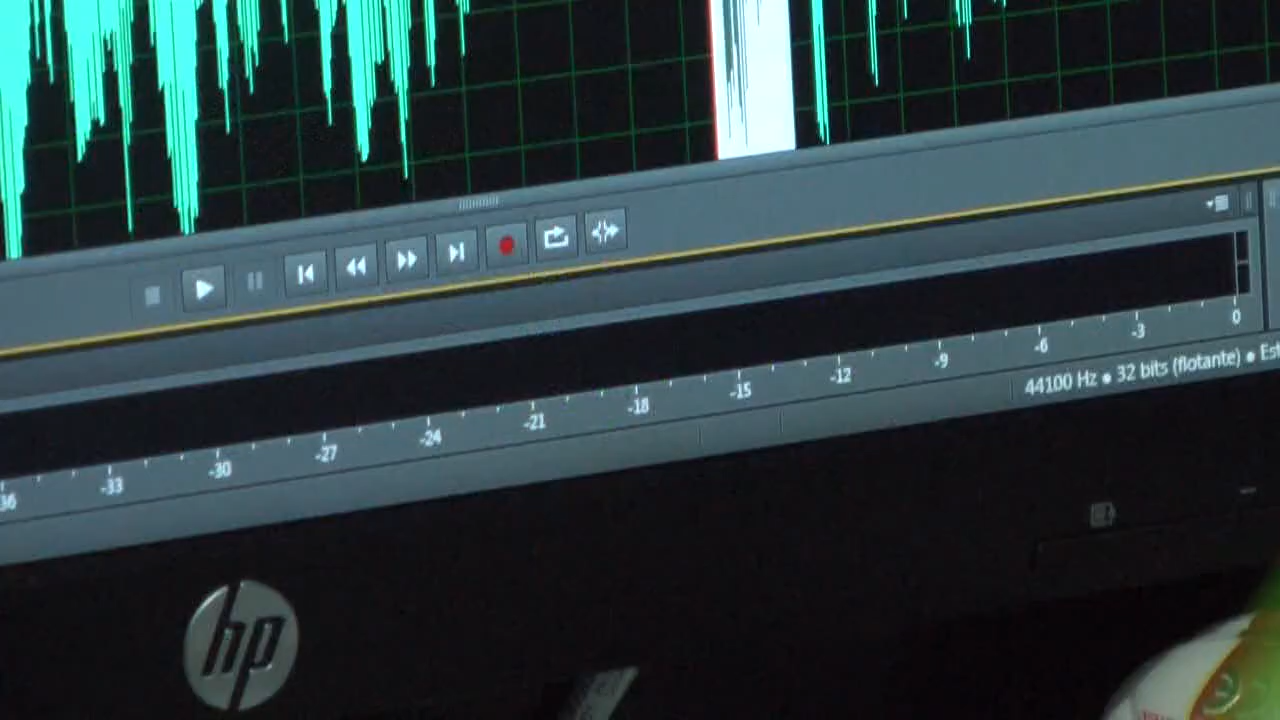 -36 -33 -30 -27 -24 -21 -18 -15 -12 -9 -6 -3 0
44100 Hz • 32 bits (flotante) • Est
hp